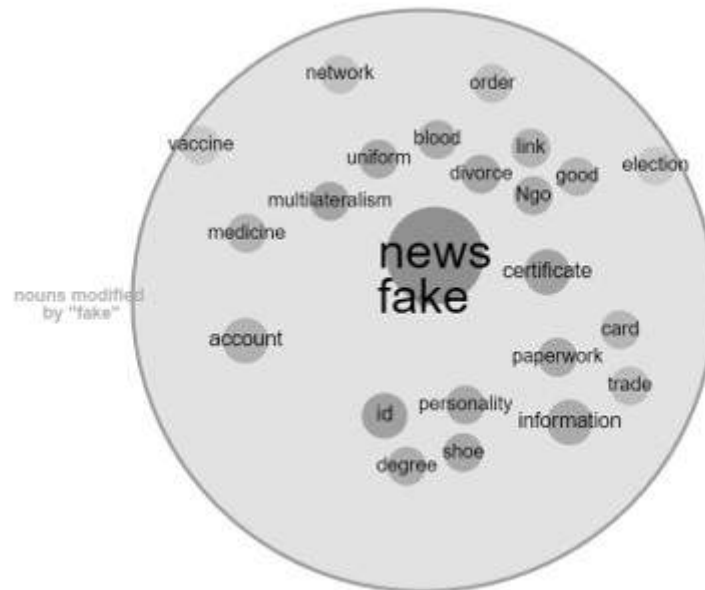 network
order
vaccine
blood
link
uniform
divorce
good
election
multilateralism
Ngo
medicine
news
certificate
fake
nouns modified
by "fake"
account
card
paperwork
trade
id
personality
information
degree
shoe